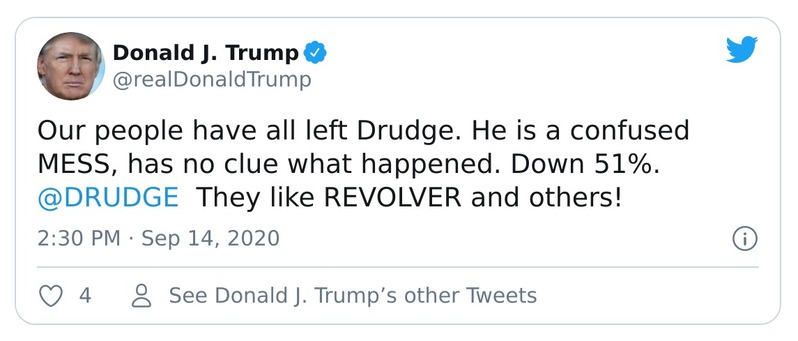 Donald J. Trump
@realDonaldTrump
Our people have all left Drudge. He is a confused
MESS, has no clue what happened. Down 51%.
@DRUDGE  They like REVOLVER and others!
2:30 PM · Sep 14, 2020
4 See Donald J. Trump’s other Tweets